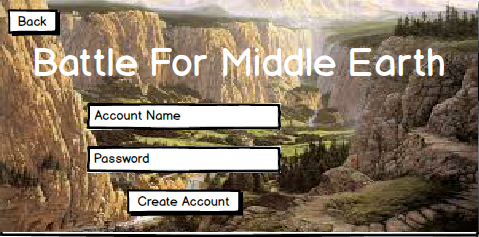 Back
Battle For Middle Earth
Account Name
Password
Create Account